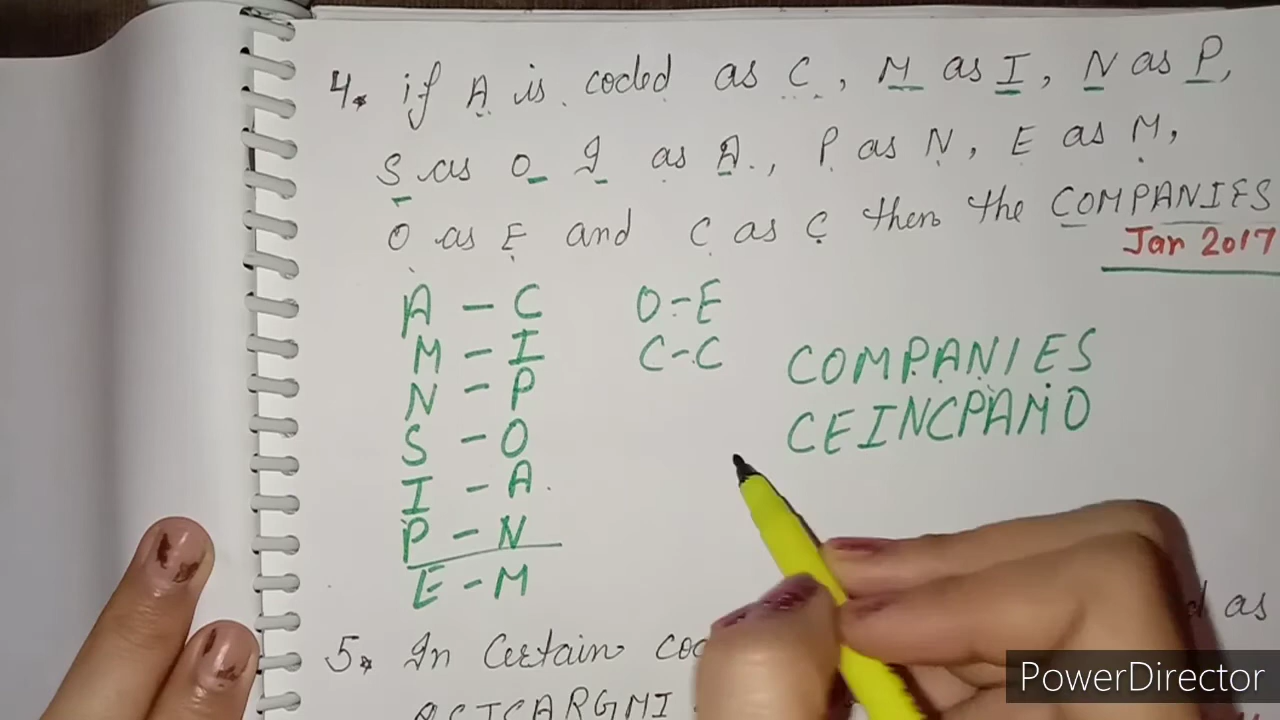 4. if A is coded as C, M as I, N as P,
S as O I as A., P as N, E as M,
O as E and C as C then the COMPANIES
Jan 2017
A - C
M - I
N - P
S - O
I - A
P - N
E - M
O - E
C - C
COMPANIES
CEINCPAMO
5. In Certain
as
PowerDirector